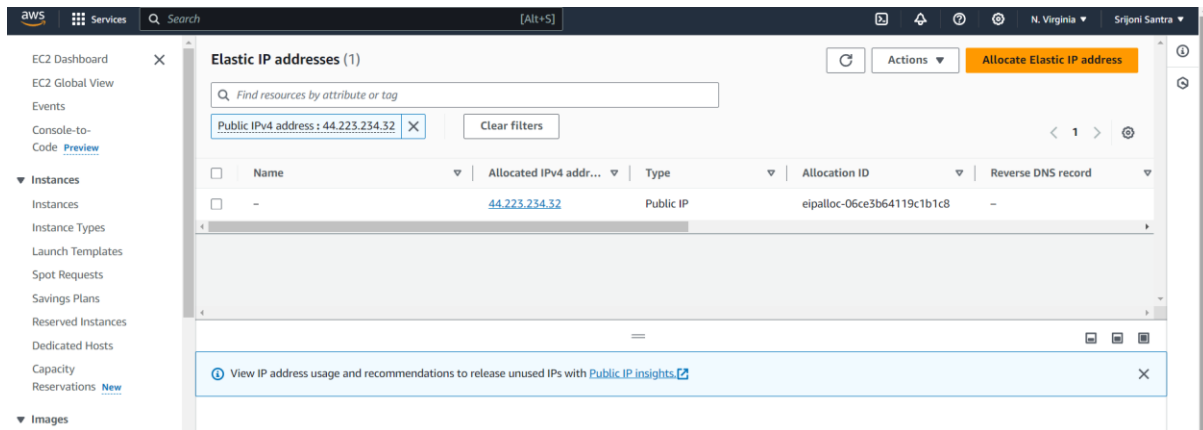 aws Services Search [Alt+S] N. Virginia Srijoni Santra
EC2 Dashboard
EC2 Global View
Events
Console-to-
Code Preview
Instances
Instances
Instance Types
Launch Templates
Spot Requests
Savings Plans
Reserved Instances
Dedicated Hosts
Capacity
Reservations New
Images
Elastic IP addresses (1)
Actions
Allocate Elastic IP address
Find resources by attribute or tag
Public IPv4 address : 44.223.234.32
Clear filters
1
Name Allocated IPv4 addr... Type Allocation ID Reverse DNS record
– 44.223.234.32 Public IP eipalloc-06ce3b64119c1b1c8 –
View IP address usage and recommendations to release unused IPs with Public IP insights.